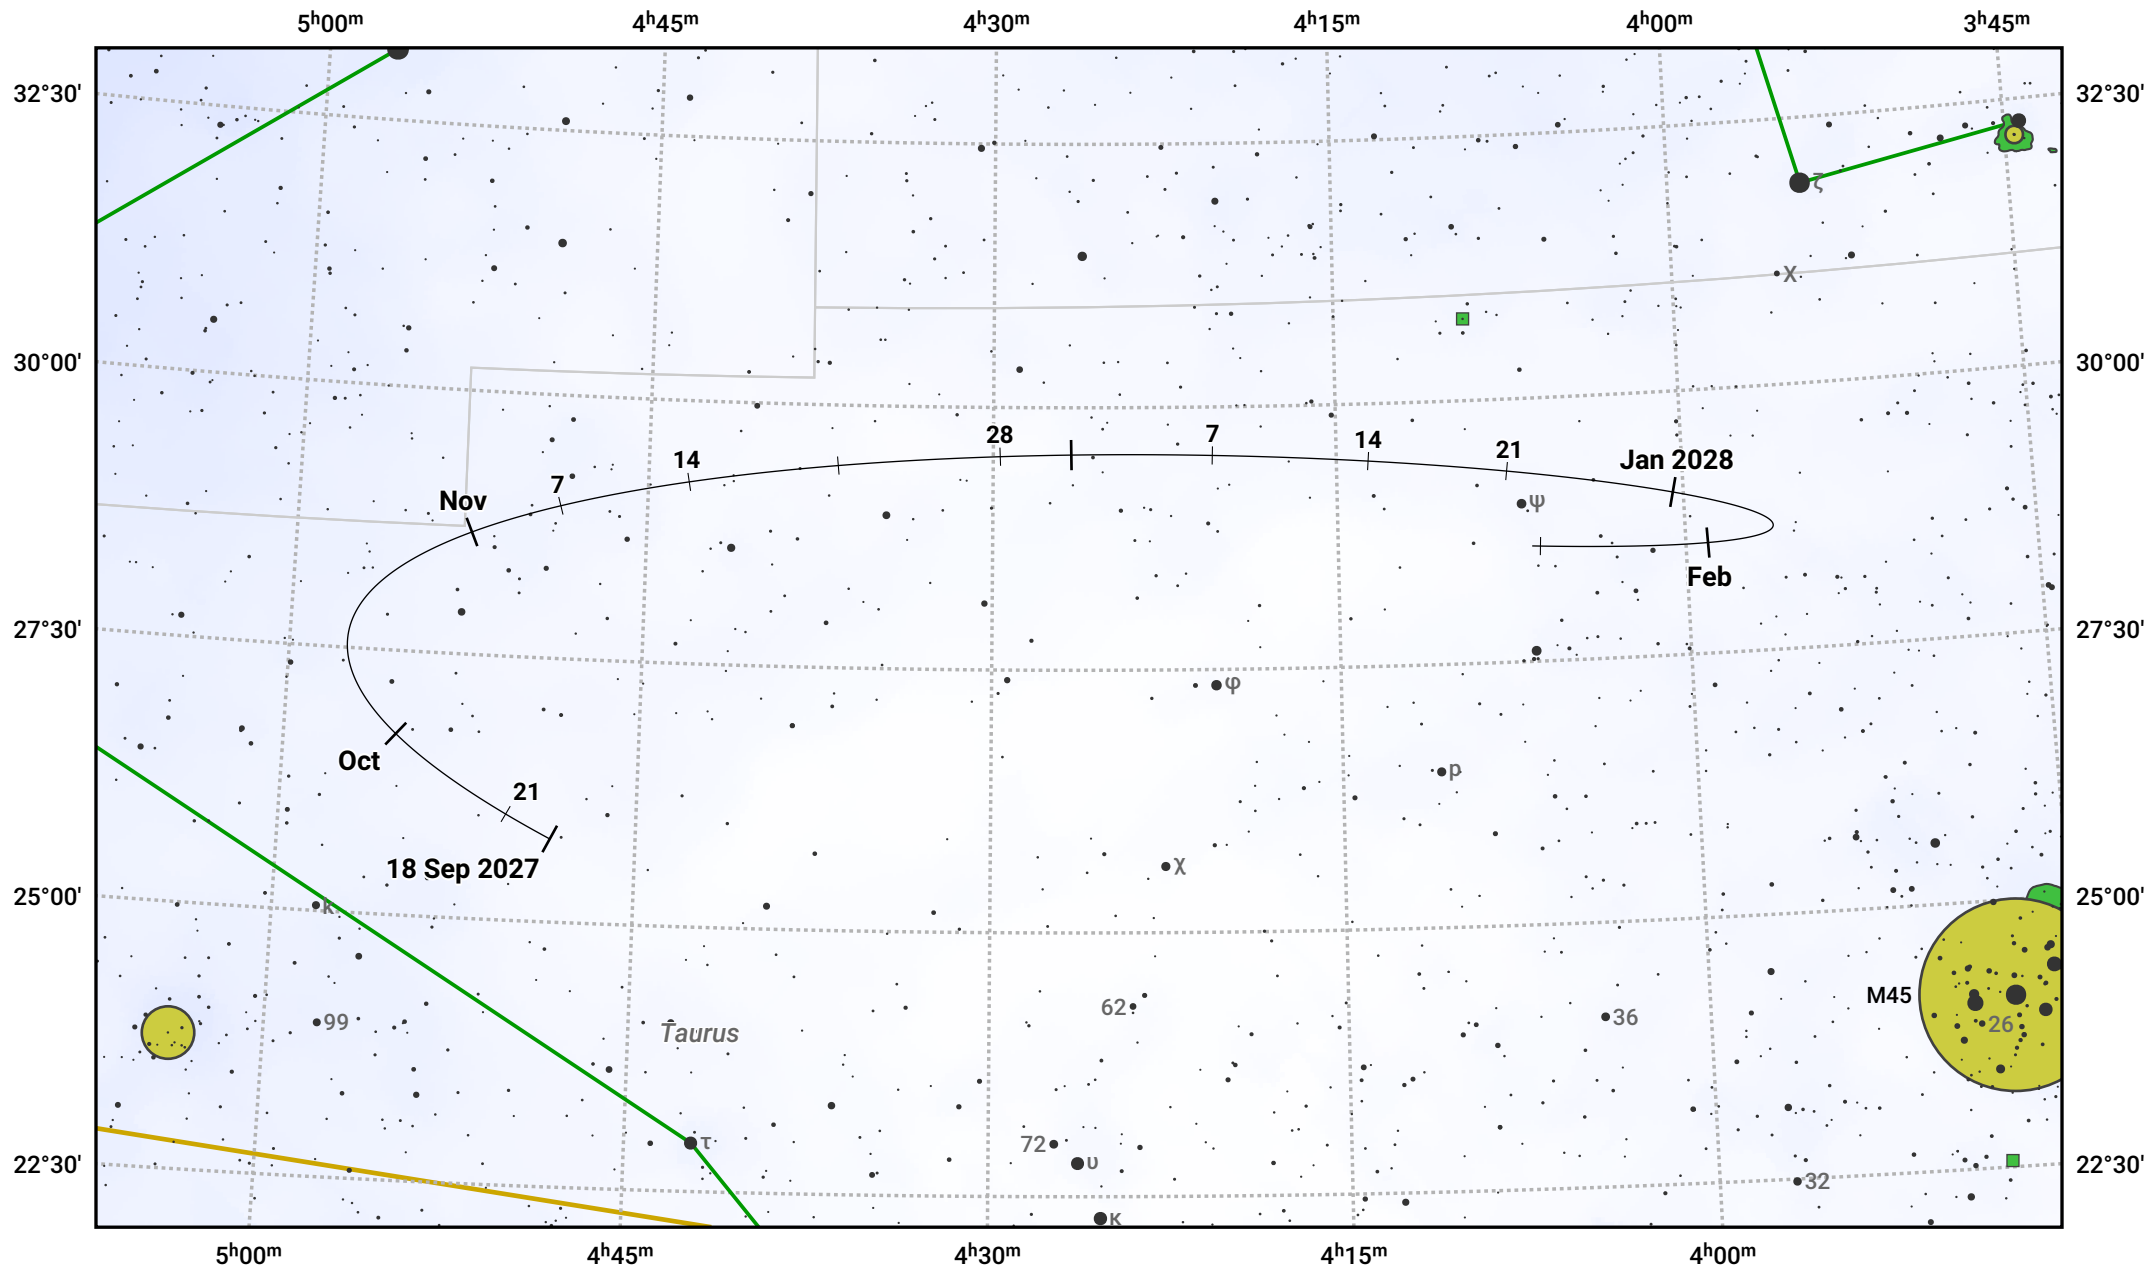 5ʰ00ᵐ 4ʰ45ᵐ 4ʰ30ᵐ 4ʰ15ᵐ 4ʰ00ᵐ 3ʰ45ᵐ
32°30' 32°30'
ζ
χ
30°00' 30°00'
28 7 14 21
14 Jan 2028
7
Nov ψ
Feb
27°30' 27°30'
φ
Oct p
21
18 Sep 2027 χ
25°00' 25°00'
k
M45
99 62 36 26
Taurus
τ 72 υ
22°30' 22°30'
32
κ
5ʰ00ᵐ 4ʰ45ᵐ 4ʰ30ᵐ 4ʰ15ᵐ 4ʰ00ᵐ